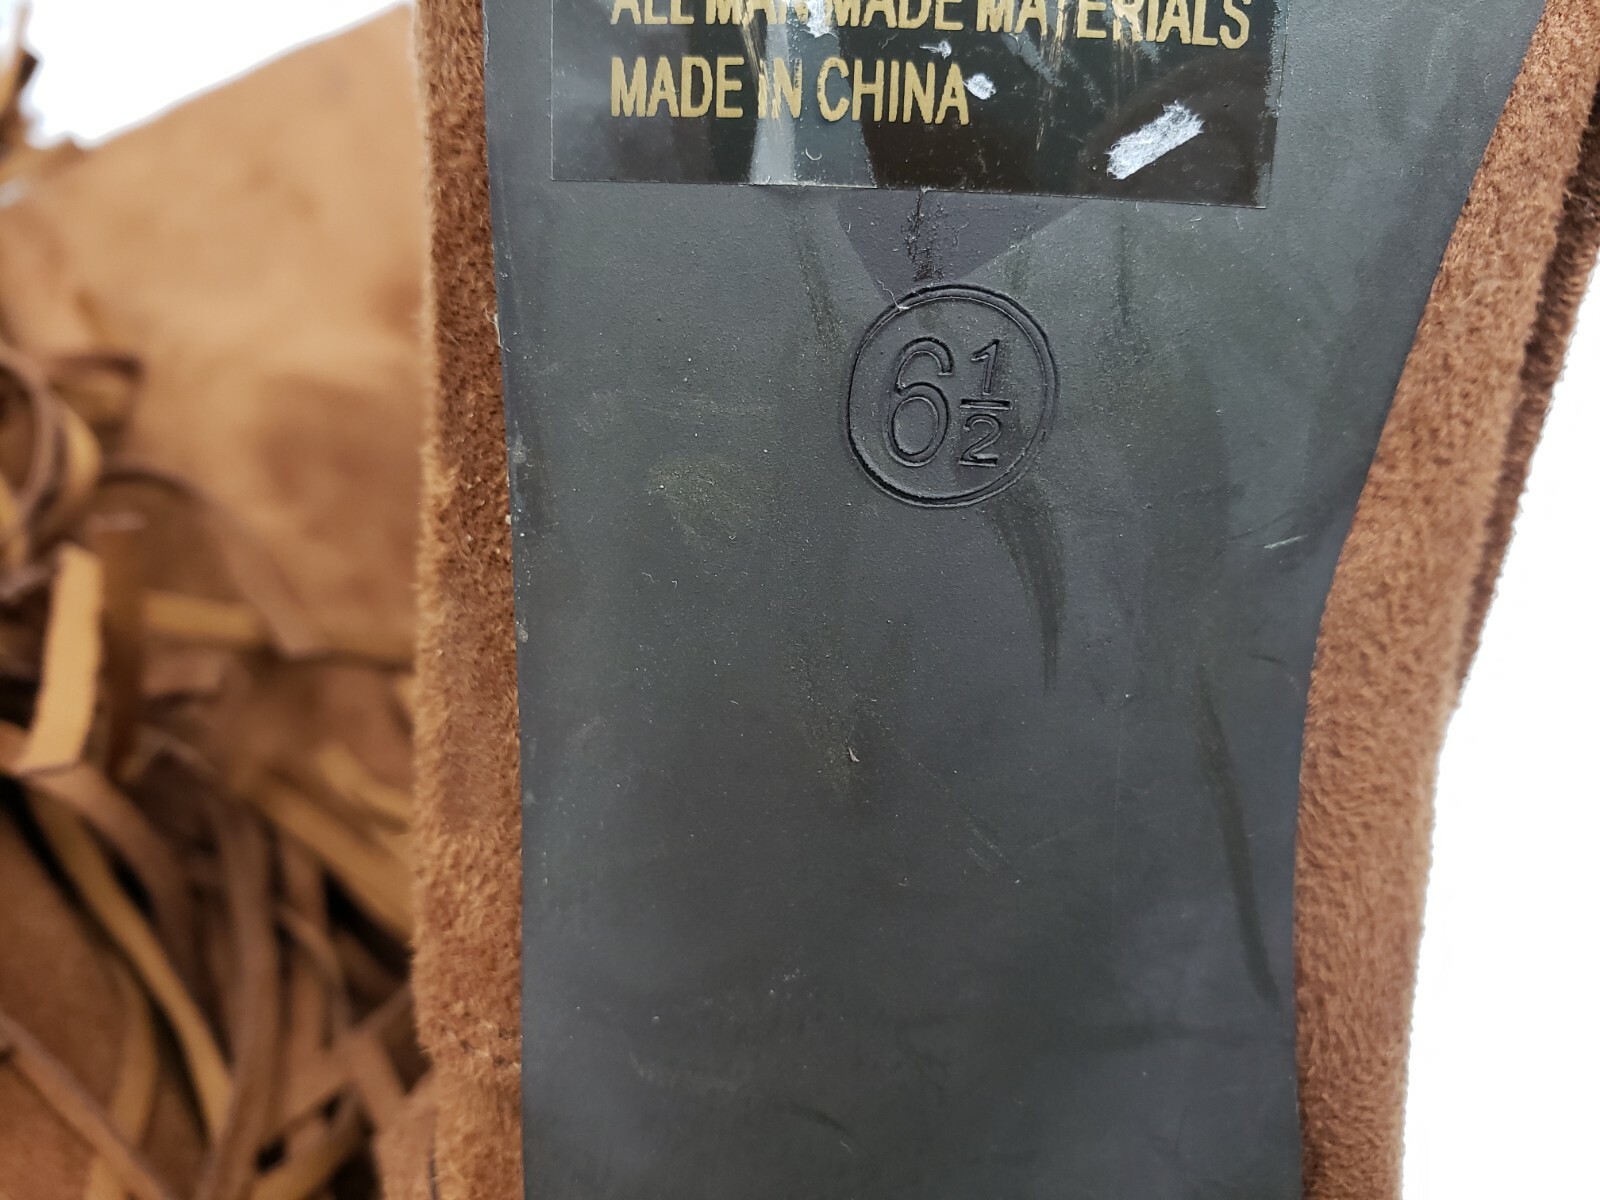 ALL MAN MADE MATERIALS
MADE IN CHINA
6 1/2